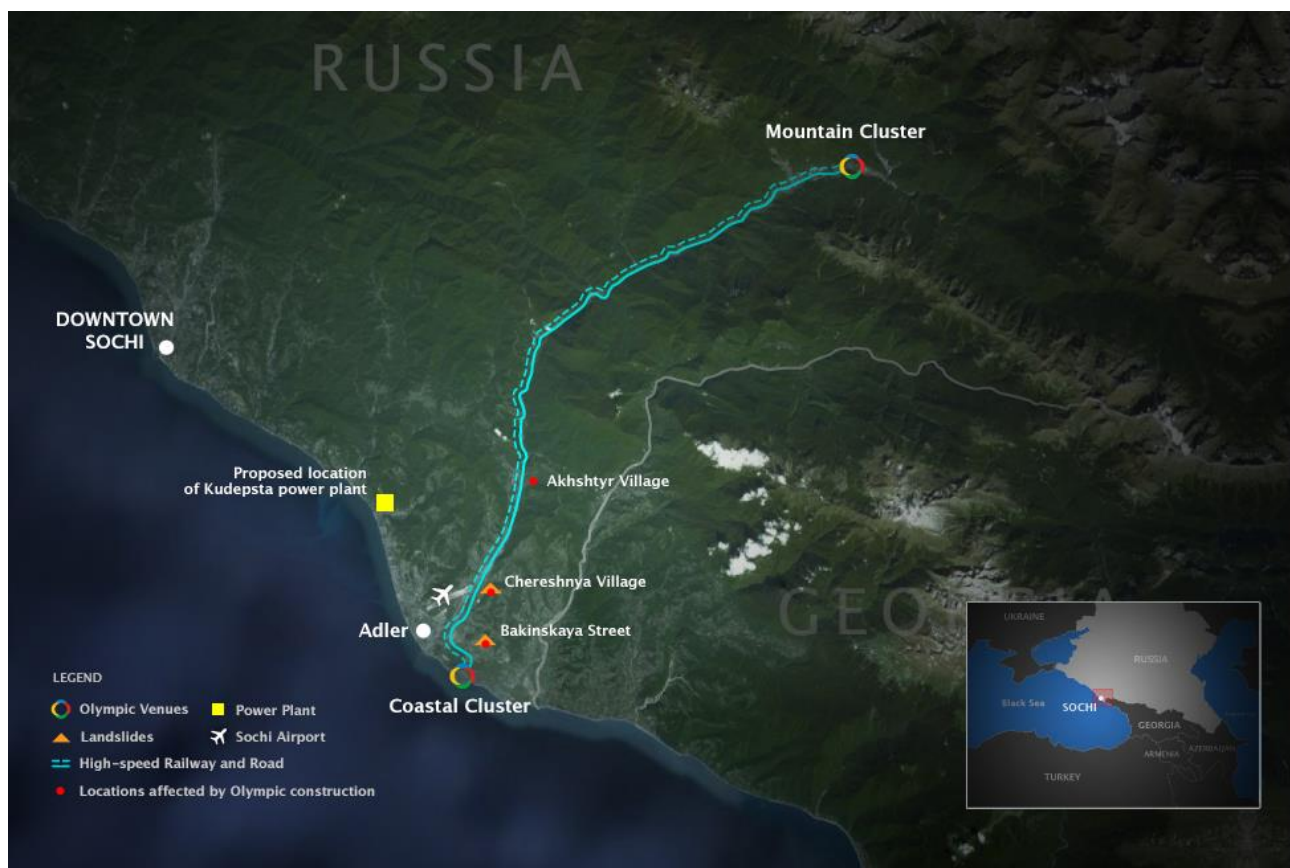 RUSSIA
Mountain Cluster
DOWNTOWN
SOCHI
Proposed location
of Kudepsta power plant
Akhshtyr Village
Chereshnya Village
GEORGIA
Adler
Bakinskaya Street
Coastal Cluster
LEGEND
Olympic Venues
Power Plant
Landslides
Sochi Airport
High-speed Railway and Road
Locations affected by Olympic construction
UKRAINE
RUSSIA
Black Sea
SOCHI
GEORGIA
ARMENIA
AZERBAIJAN
TURKEY